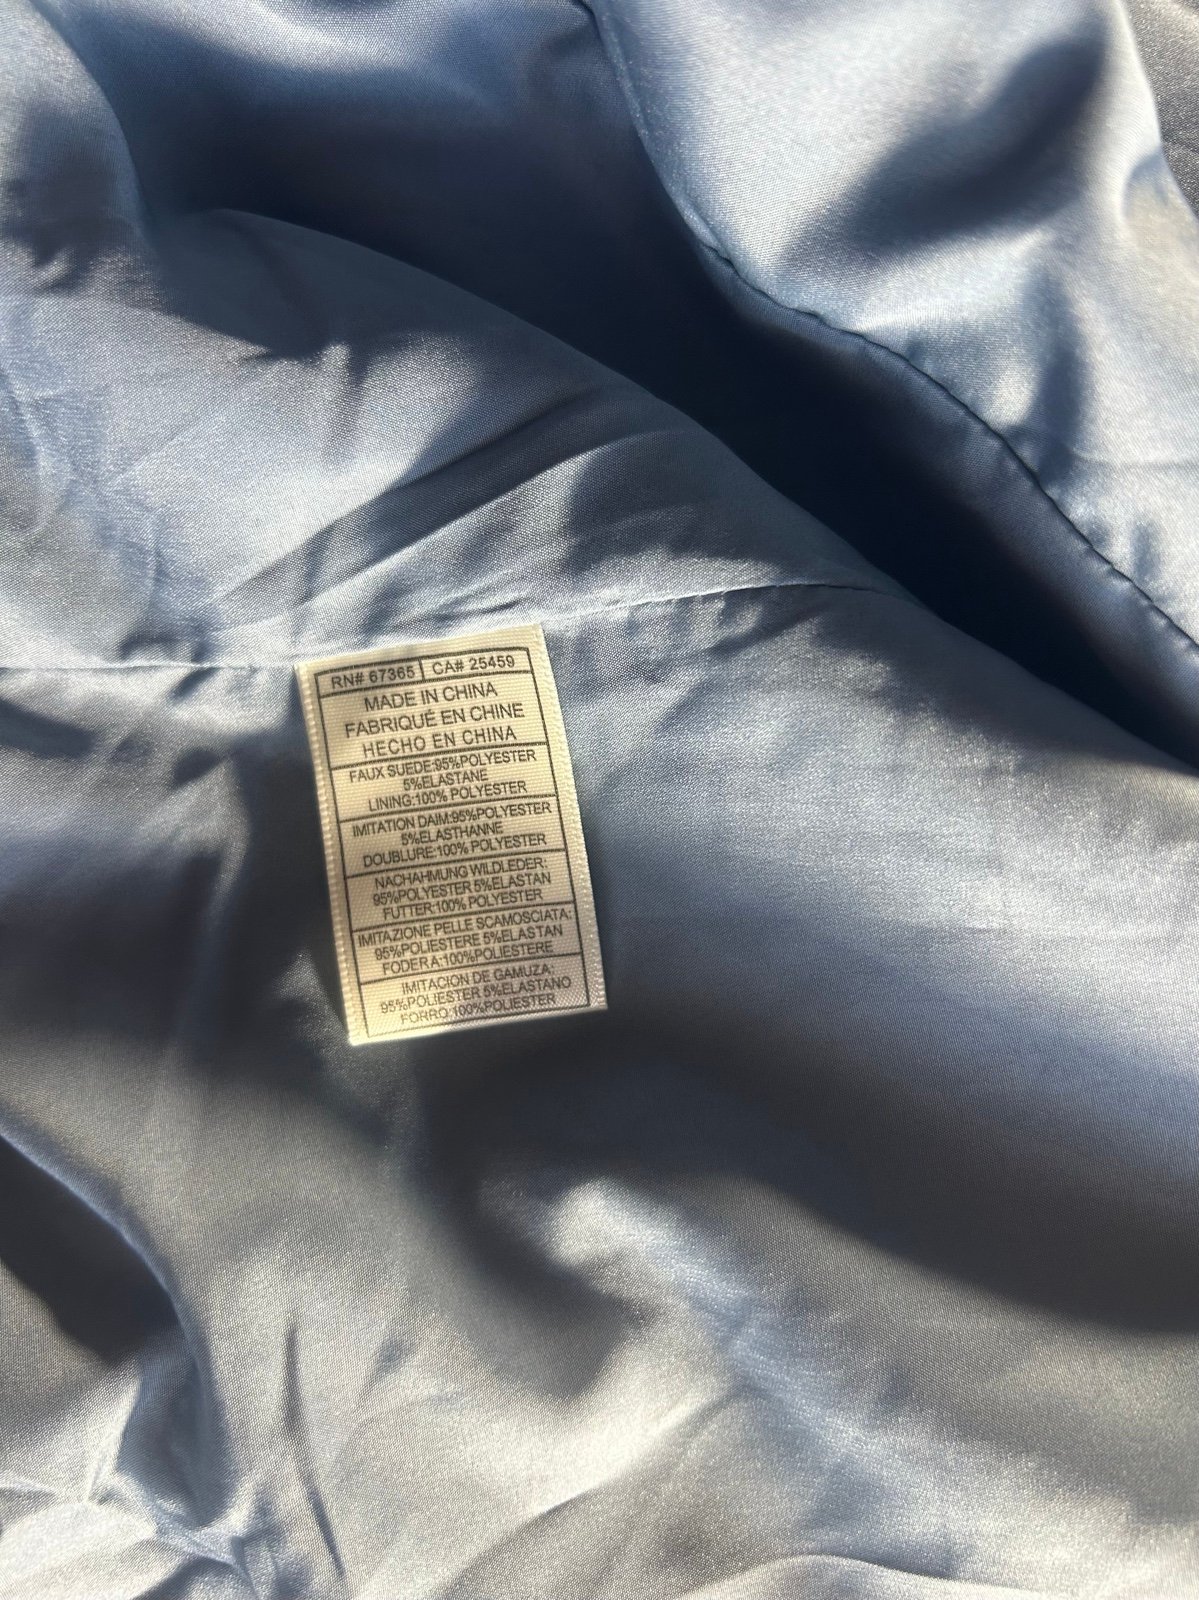 RN# 67365 CA# 25459
MADE IN CHINA
FABRIQUÉ EN CHINE
HECHO EN CHINA
FAUX SUEDE:95%POLYESTER
5%ELASTANE
LINING:100% POLYESTER
IMITATION DAIM:95%POLYESTER
5%ELASTHANNE
DOUBLURE:100% POLYESTER
NACHAHMUNG WILDLEDER:
95%POLYESTER 5%ELASTAN
FUTTER:100% POLYESTER
IMITAZIONE PELLE SCAMOSCIATA:
95%POLIESTERE 5%ELASTAN
FODERA:100%POLIESTERE
IMITACION DE GAMUZA:
95%POLIESTER 5%ELASTANO
FORRO:100%POLIESTER